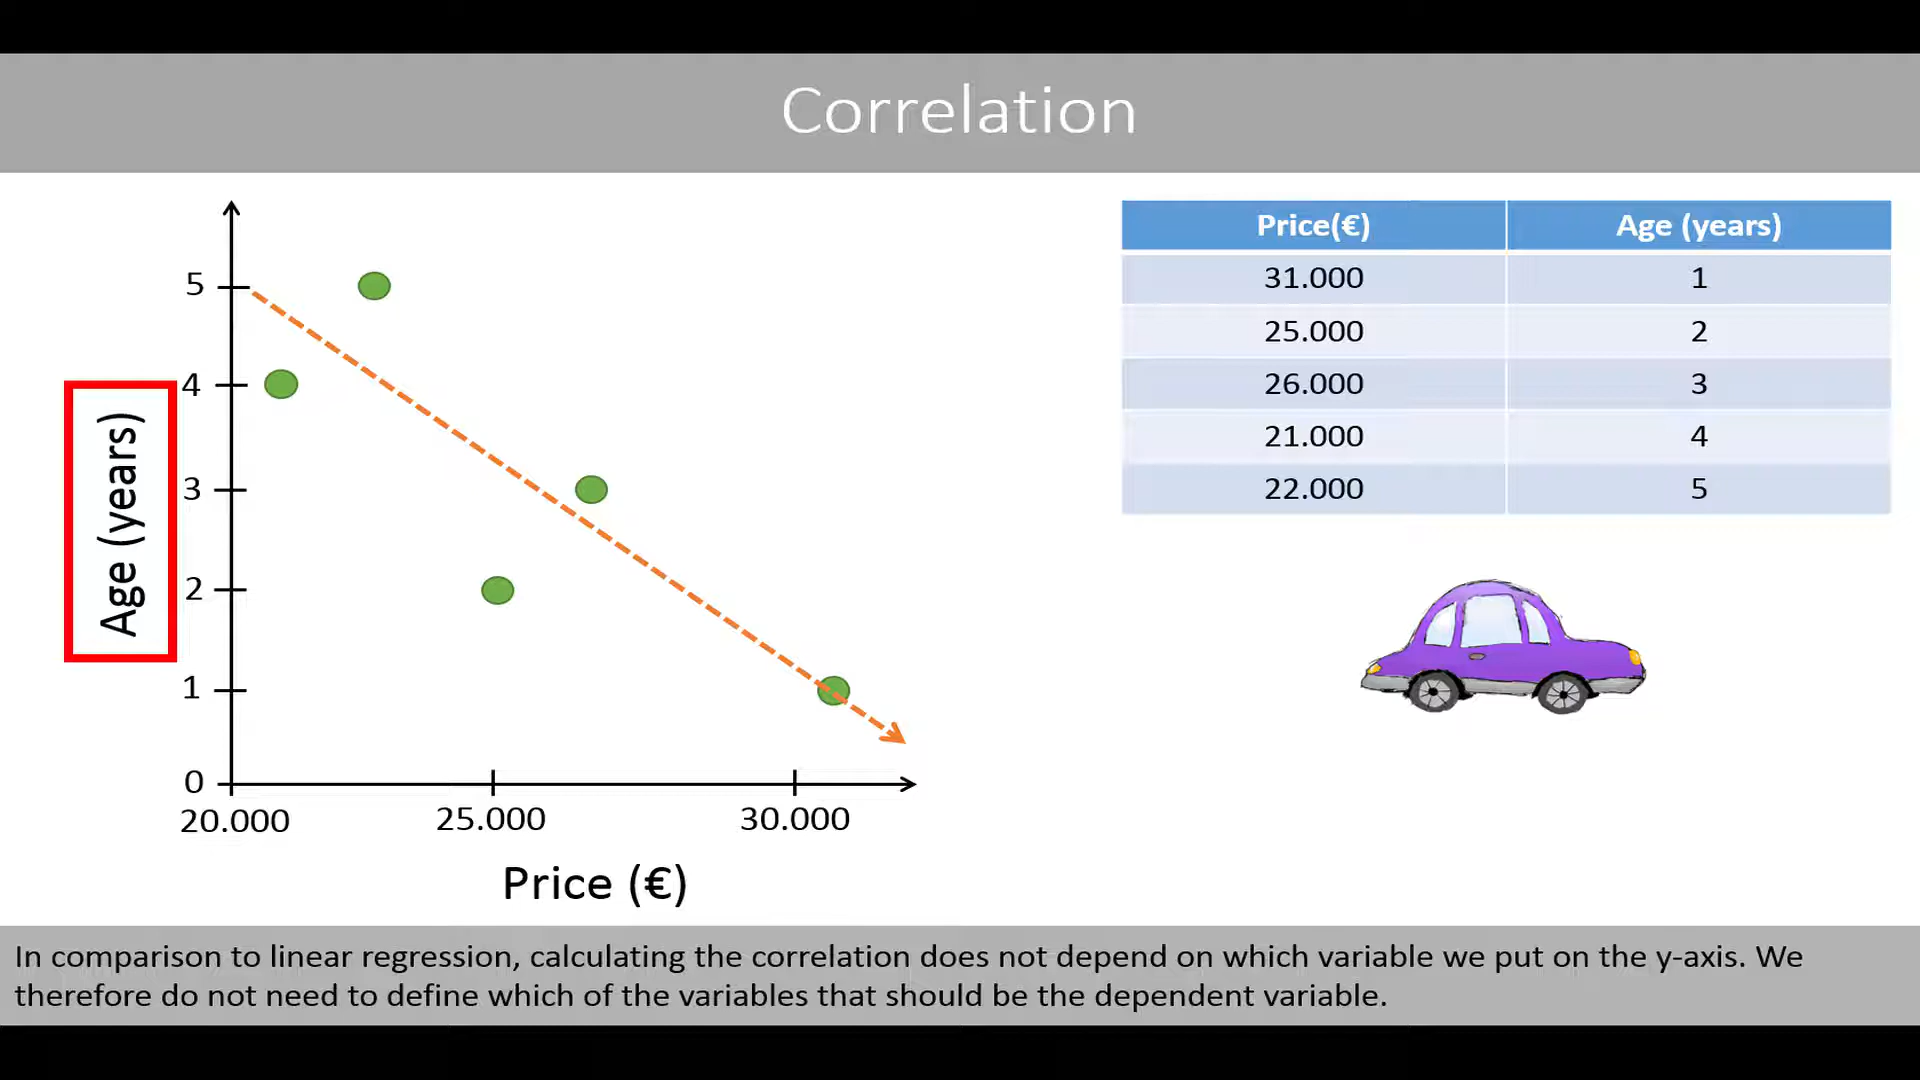 Correlation
5
4
3
2
1
0
Age (years)
20.000 25.000 30.000
Price (€)
Price(€) Age (years)
31.000 1
25.000 2
26.000 3
21.000 4
22.000 5
In comparison to linear regression, calculating the correlation does not depend on which variable we put on the y-axis. We
therefore do not need to define which of the variables that should be the dependent variable.